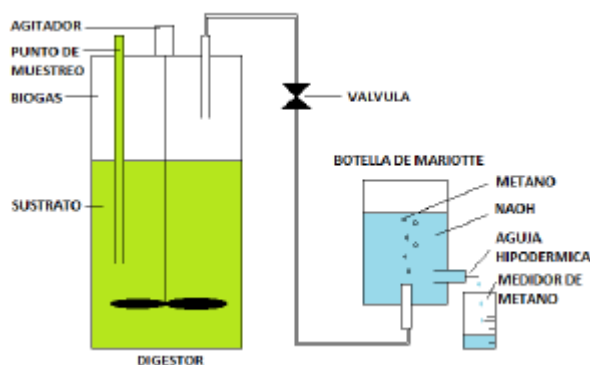 AGITADOR
PUNTO DE
MUESTREO
BIOGAS
SUSTRATO
DIGESTOR
VALVULA
BOTELLA DE MARIOTTE
METANO
NAOH
AGUJA
HIPODERMICA
MEDIDOR DE
METANO